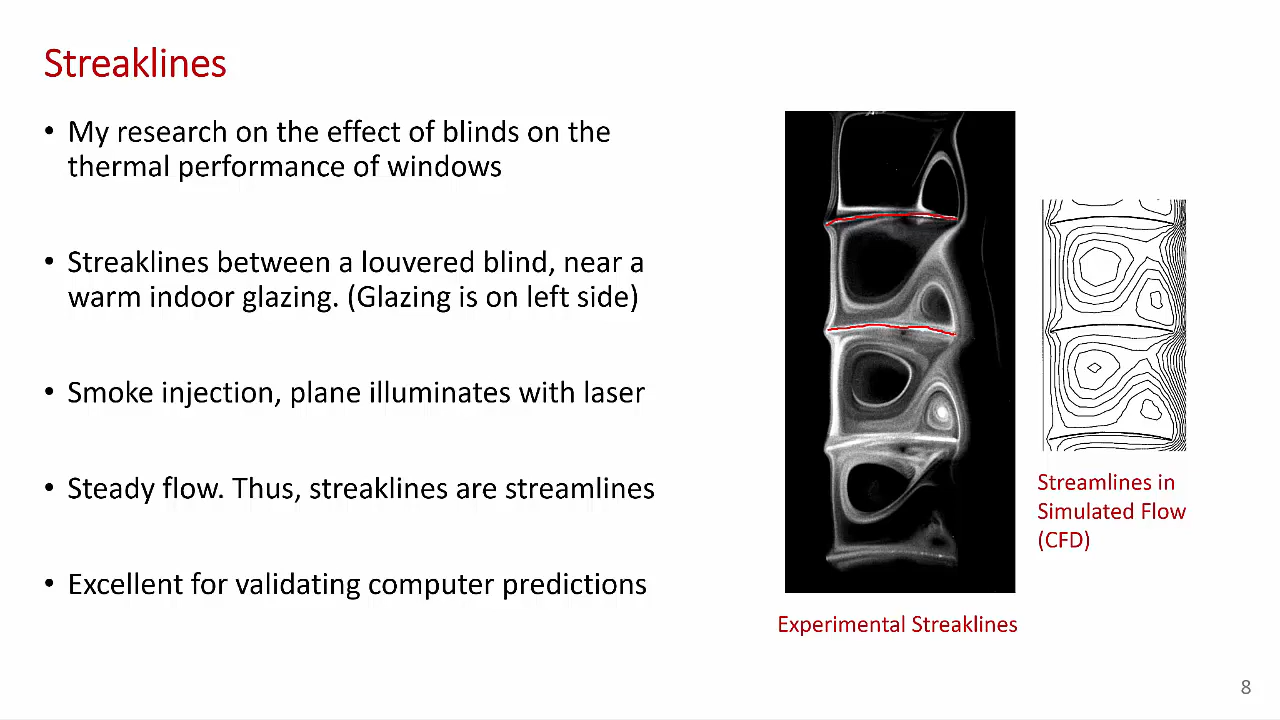 Streaklines
• My research on the effect of blinds on the
thermal performance of windows
• Streaklines between a louvered blind, near a
warm indoor glazing. (Glazing is on left side)
• Smoke injection, plane illuminates with laser
• Steady flow. Thus, streaklines are streamlines
• Excellent for validating computer predictions
Experimental Streaklines
Streamlines in
Simulated Flow
(CFD)
8